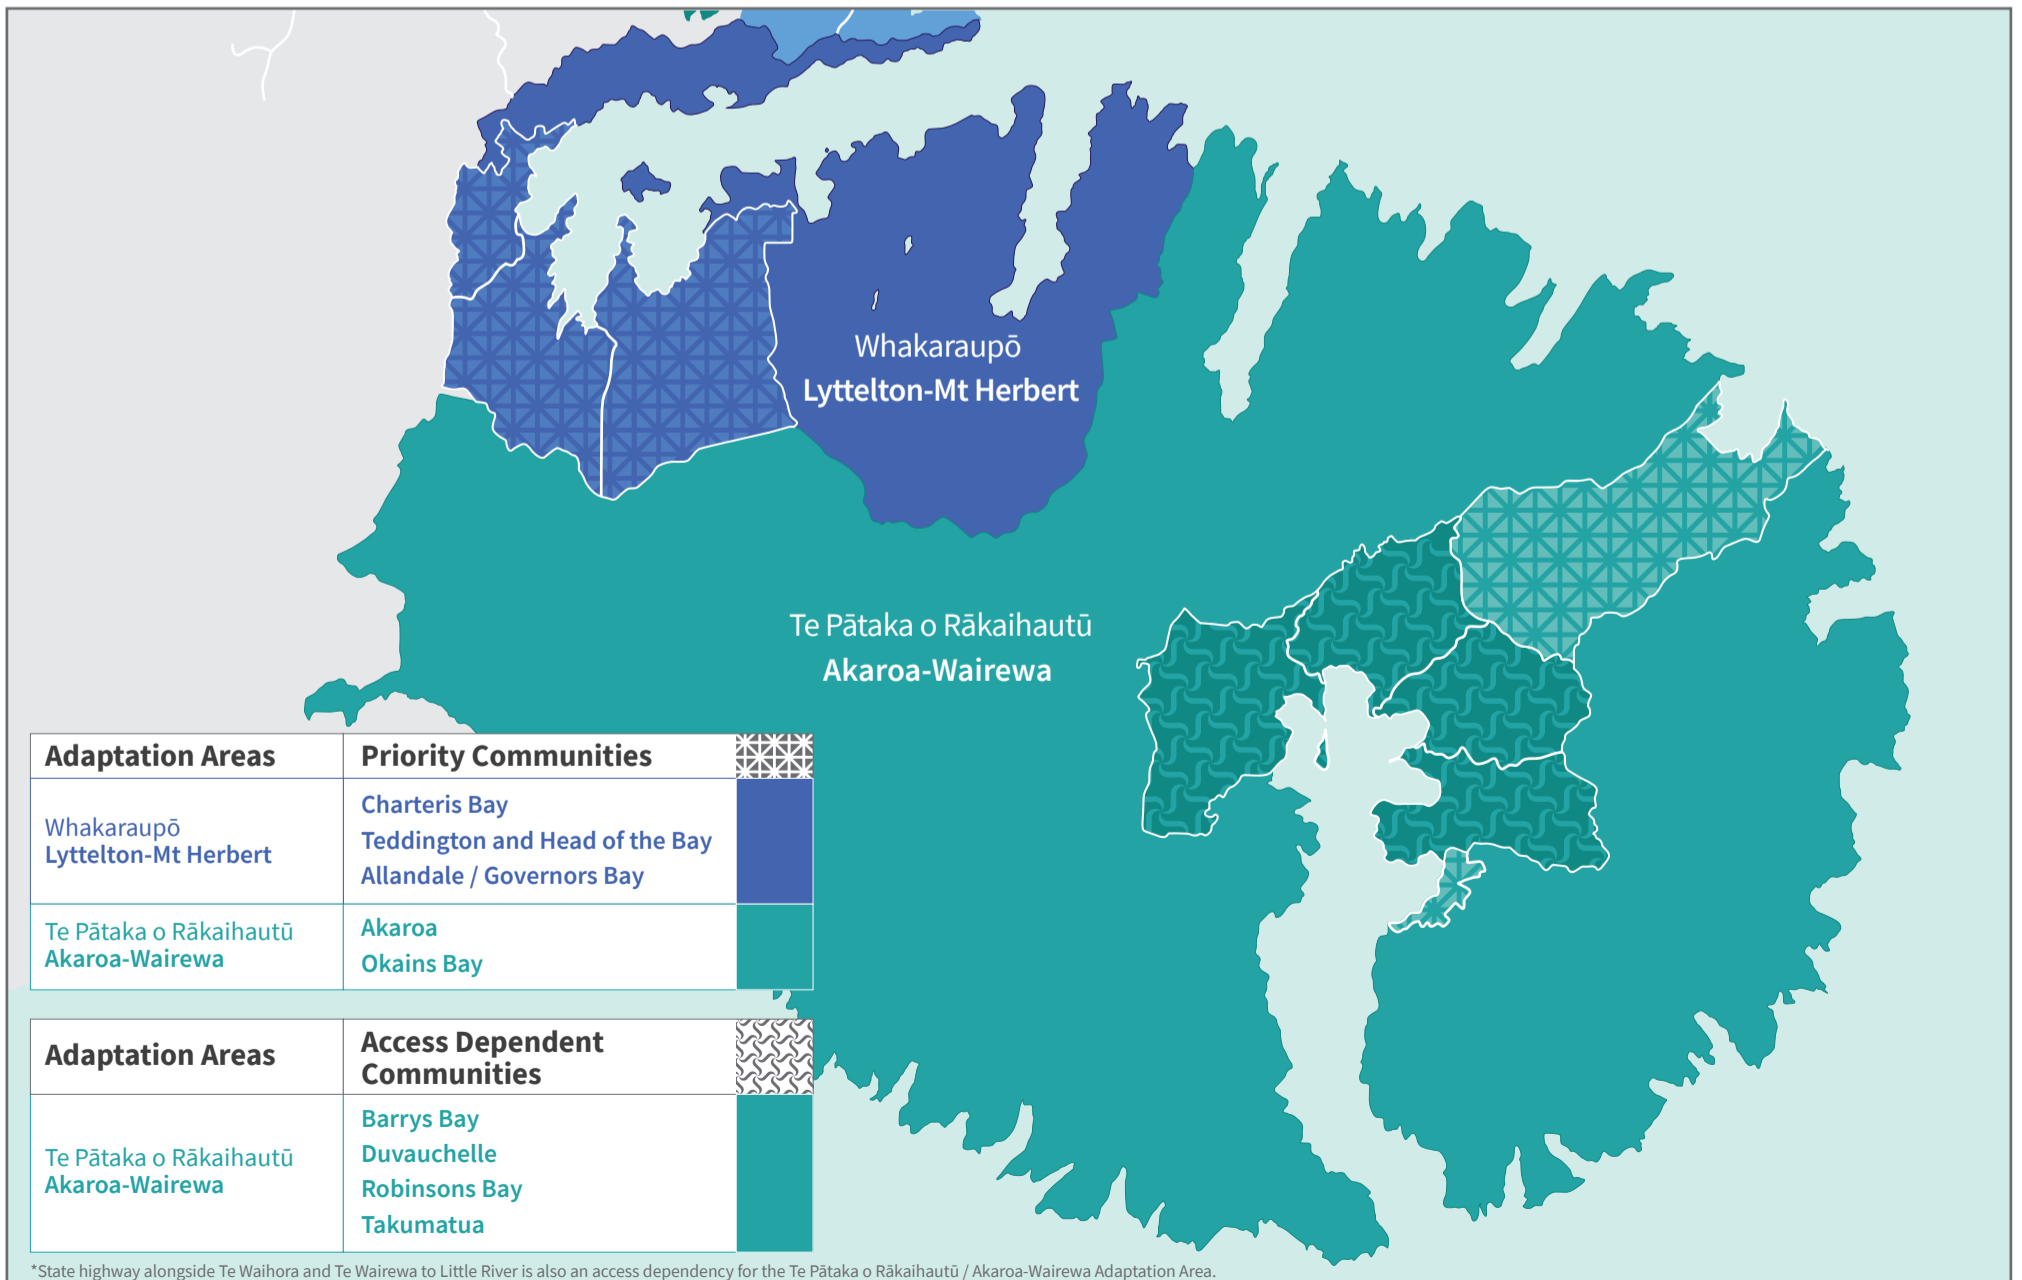 Whakaraupō
Lyttelton-Mt Herbert
Te Pātaka o Rākaihautū
Akaroa-Wairewa
Adaptation Areas
Priority Communities
Whakaraupō
Lyttelton-Mt Herbert
Charteris Bay
Teddington and Head of the Bay
Allandale / Governors Bay
Te Pātaka o Rākaihautū
Akaroa-Wairewa
Akaroa
Okains Bay
Adaptation Areas
Access Dependent
Communities
Te Pātaka o Rākaihautū
Akaroa-Wairewa
Barrys Bay
Duvauchelle
Robinsons Bay
Takumatua
*State highway alongside Te Waihora and Te Wairewa to Little River is also an access dependency for the Te Pātaka o Rākaihautū / Akaroa-Wairewa Adaptation Area.